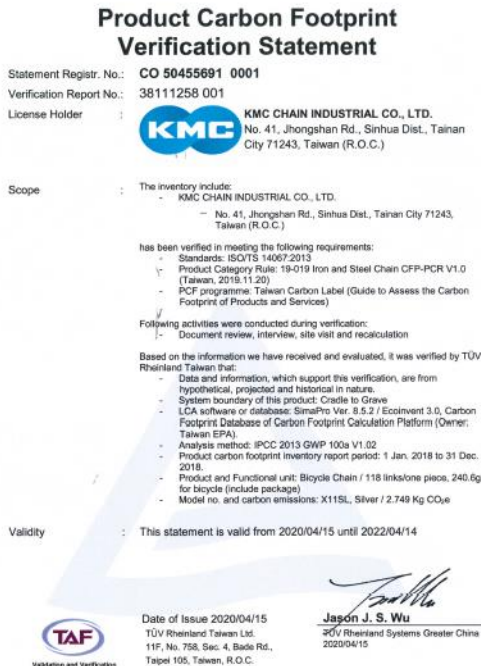 Product Carbon Footprint
Verification Statement
Statement Registr. No.: CO 50455691 0001
Verification Report No.: 38111258 001
License Holder : KMC CHAIN INDUSTRIAL CO., LTD.
KMC
No. 41, Jhongshan Rd., Sinhua Dist., Tainan
City 71243, Taiwan (R.O.C.)
Scope : The inventory include:
- KMC CHAIN INDUSTRIAL CO., LTD.
- No. 41, Jhongshan Rd., Sinhua Dist., Tainan City 71243,
Taiwan (R.O.C.)
has been verified in meeting the following requirements:
- Standards: ISO/TS 14067:2013
- Product Category Rule: 19-019 Iron and Steel Chain CFP-PCR V1.0
(Taiwan, 2019.11.20)
- PCF programme: Taiwan Carbon Label (Guide to Assess the Carbon
Footprint of Products and Services)
Following activities were conducted during verification:
- Document review, interview, site visit and recalculation
Based on the information we have received and evaluated, it was verified by TÜV
Rheinland Taiwan that:
- Data and information, which support this verification, are from
hypothetical, projected and historical in nature.
- System boundary of this product: Cradle to Grave
- LCA software or database: SimaPro Ver. 8.5.2 / Ecoinvent 3.0, Carbon
Footprint Database of Carbon Footprint Calculation Platform (Owner:
Taiwan EPA).
- Analysis method: IPCC 2013 GWP 100a V1.02
- Product carbon footprint inventory report period: 1 Jan. 2018 to 31 Dec.
2018.
- Product and Functional unit: Bicycle Chain / 118 links/one piece, 240.6g
for bicycle (include package)
- Model no. and carbon emissions: X11SL, Silver / 2.749 Kg CO₂e
Validity : This statement is valid from 2020/04/15 until 2022/04/14
TAF
Validation and Verification
Date of Issue 2020/04/15
TÜV Rheinland Taiwan Ltd.
11F, No. 758, Sec. 4, Bade Rd.,
Taipei 105, Taiwan, R.O.C.
Jason J. S. Wu
TÜV Rheinland Systems Greater China
2020/04/15